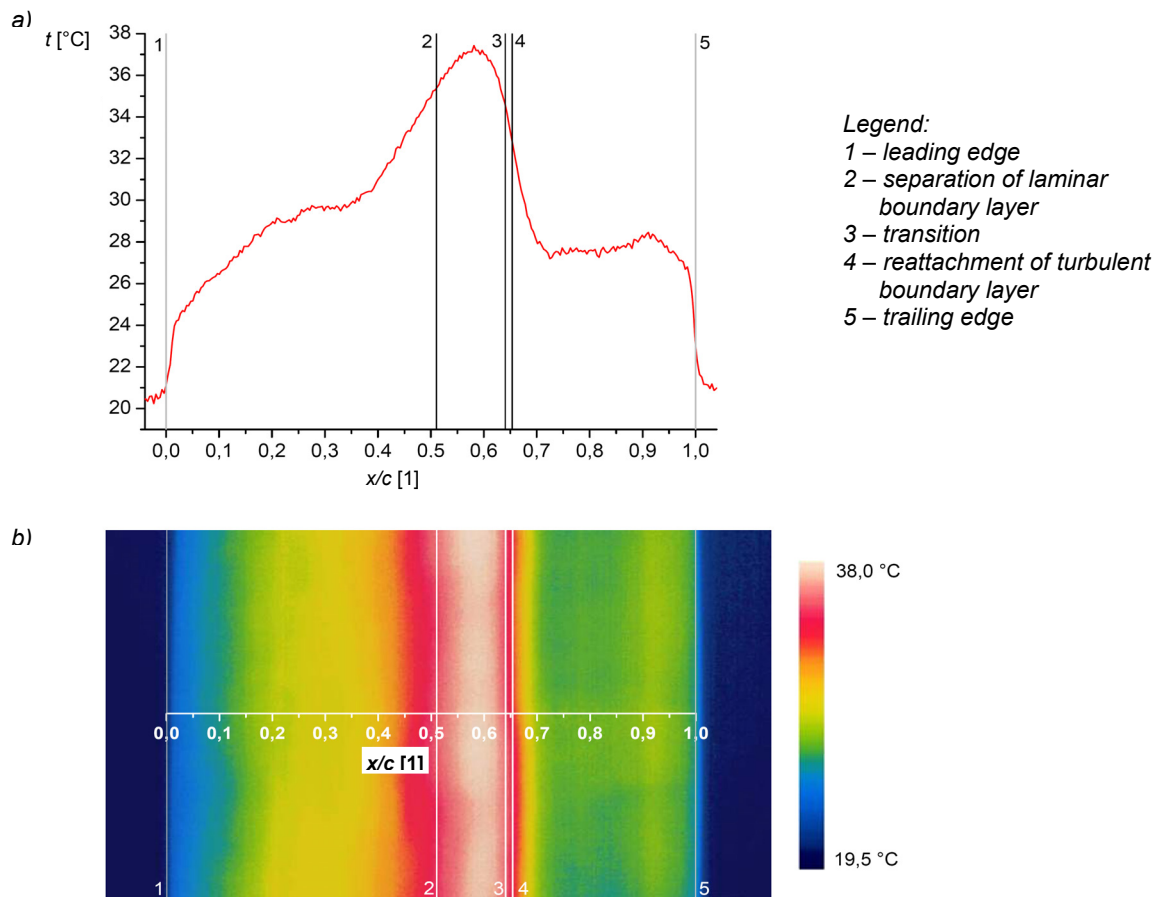 a)
t [°C]
38
36
34
32
30
28
26
24
22
20
1
2
3
4
5
0,0 0,1 0,2 0,3 0,4 0,5 0,6 0,7 0,8 0,9 1,0
x/c [1]
Legend:
1 – leading edge
2 – separation of laminar
boundary layer
3 – transition
4 – reattachment of turbulent
boundary layer
5 – trailing edge
b)
0,0 0,1 0,2 0,3 0,4 0,5 0,6 0,7 0,8 0,9 1,0
x/c [1]
1 2 3 4 5
38,0 °C
19,5 °C